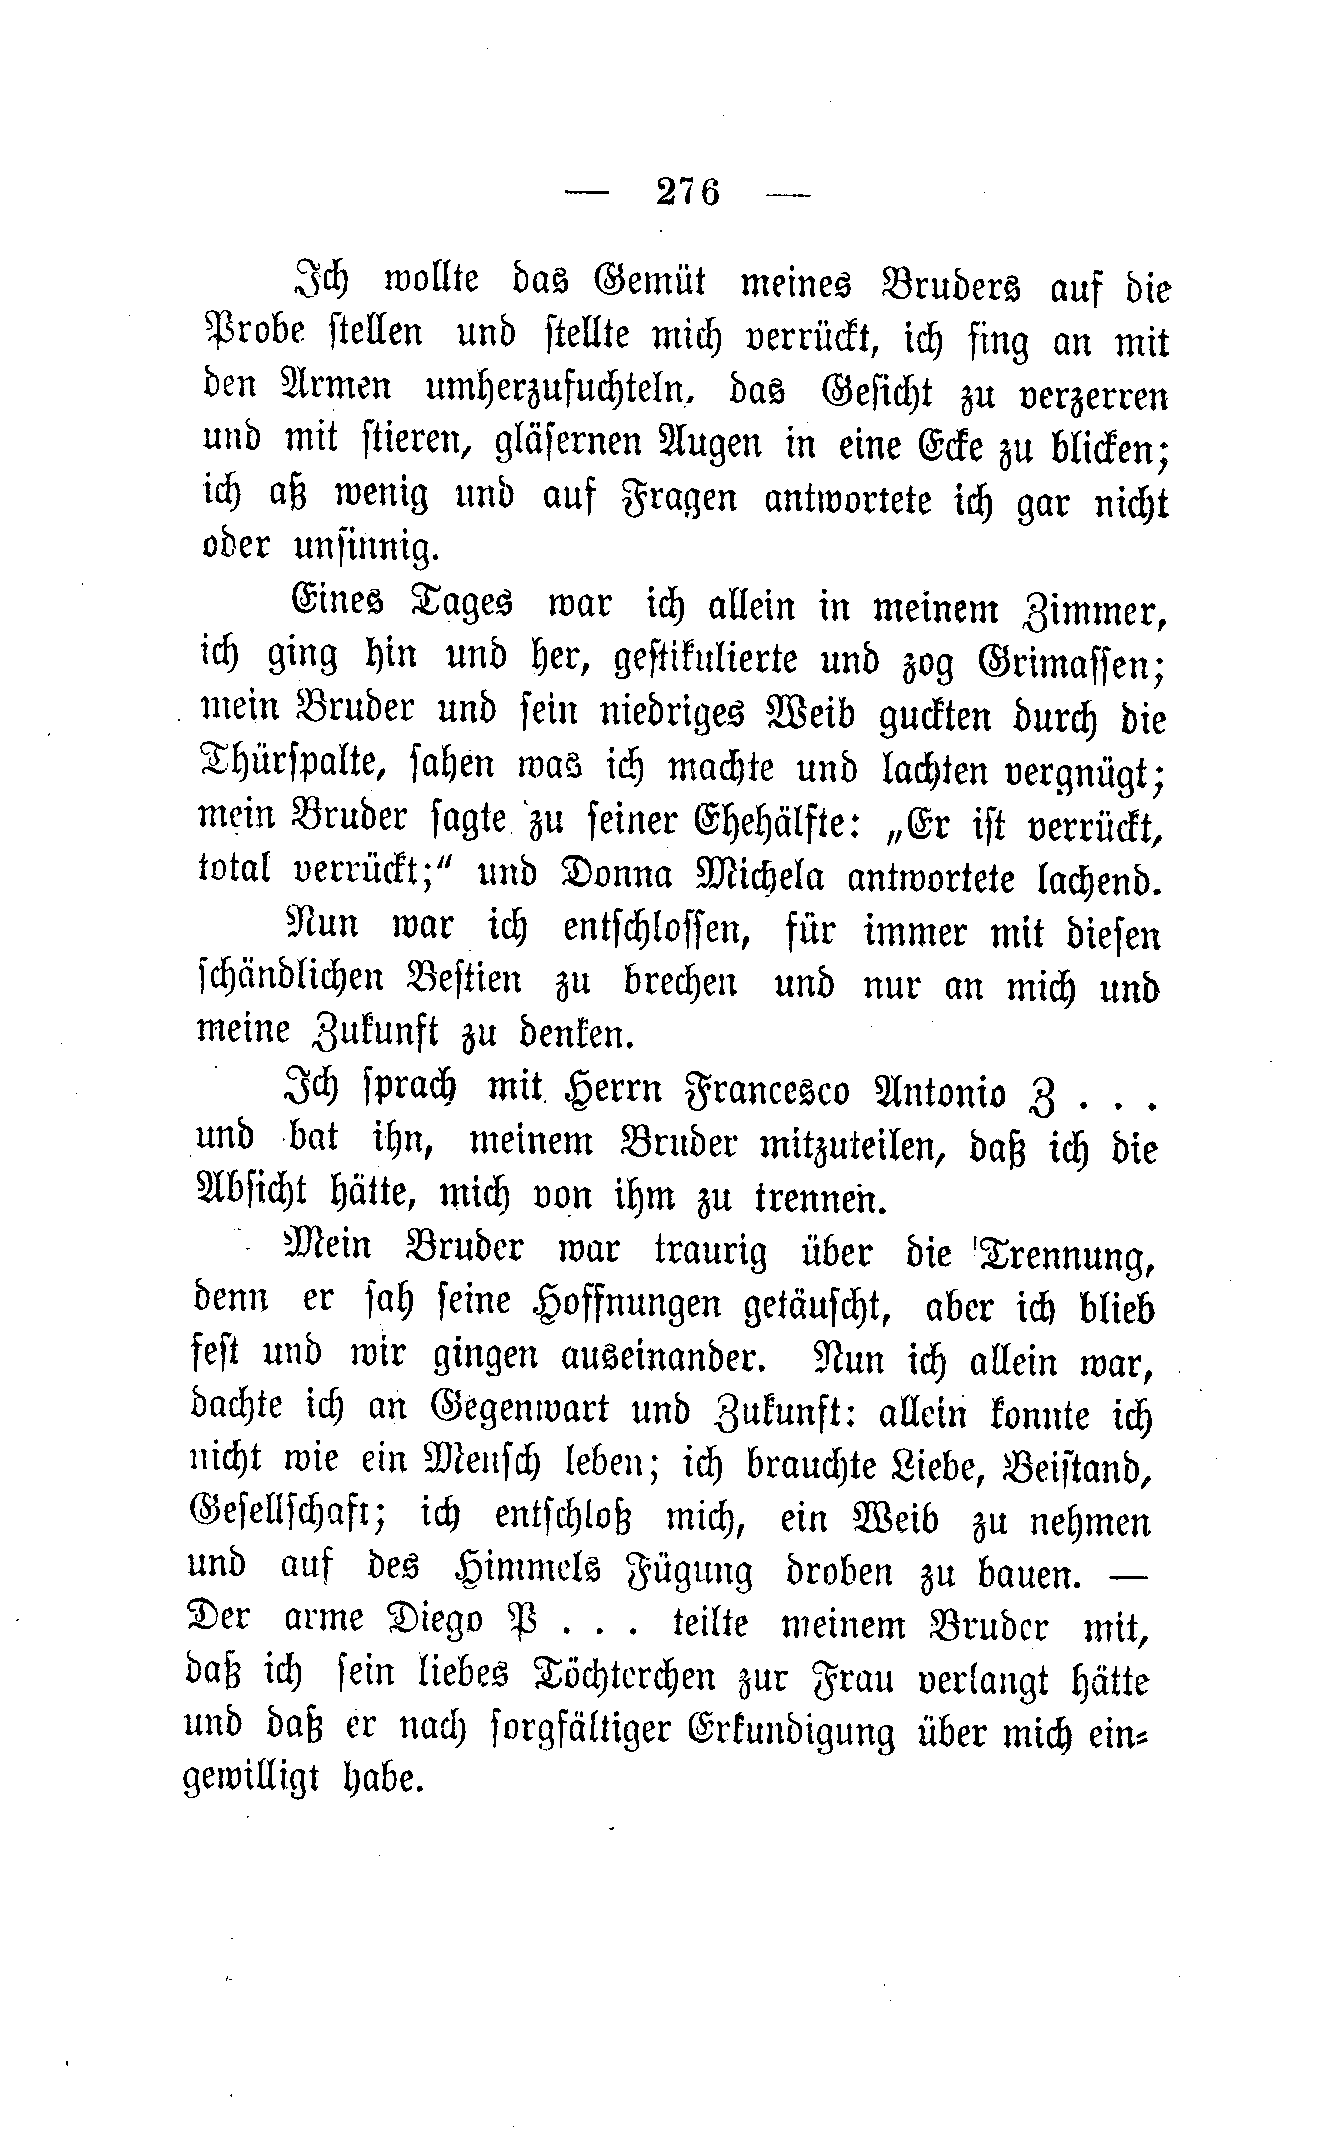 — 276 —
Ich wollte das Gemüt meines Bruders auf die
Probe stellen und stellte mich verrückt, ich fing an mit
den Armen umherzufuchteln, das Gesicht zu verzerren
und mit stieren, gläsernen Augen in eine Ecke zu blicken;
ich aß wenig und auf Fragen antwortete ich gar nicht
oder unsinnig.
Eines Tages war ich allein in meinem Zimmer,
ich ging hin und her, gestikulierte und zog Grimassen;
mein Bruder und sein niedriges Weib guckten durch die
Thürspalte, sahen was ich machte und lachten vergnügt;
mein Bruder sagte zu seiner Ehehälfte: „Er ist verrückt,
total verrückt;“ und Donna Michela antwortete lachend.
Nun war ich entschlossen, für immer mit diesen
schändlichen Bestien zu brechen und nur an mich und
meine Zukunft zu denken.
Ich sprach mit Herrn Francesco Antonio Z . . .
und bat ihn, meinem Bruder mitzuteilen, daß ich die
Absicht hätte, mich von ihm zu trennen.
Mein Bruder war traurig über die Trennung,
denn er sah seine Hoffnungen getäuscht, aber ich blieb
fest und wir gingen auseinander. Nun ich allein war,
dachte ich an Gegenwart und Zukunft: allein konnte ich
nicht wie ein Mensch leben; ich brauchte Liebe, Beistand,
Gesellschaft; ich entschloß mich, ein Weib zu nehmen
und auf des Himmels Fügung droben zu bauen. —
Der arme Diego P . . . teilte meinem Bruder mit,
daß ich sein liebes Töchterchen zur Frau verlangt hätte
und daß er nach sorgfältiger Erkundigung über mich ein-
gewilligt habe.